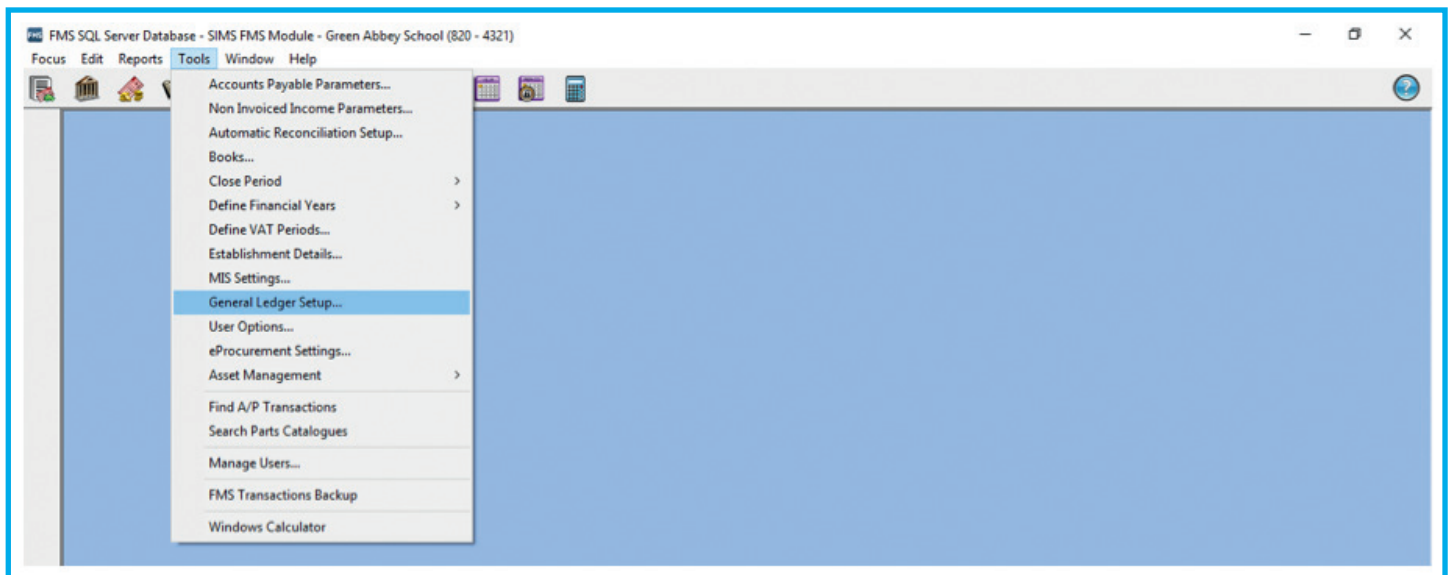 FMS SQL Server Database - SIMS FMS Module - Green Abbey School (820 - 4321)
Focus Edit Reports Tools Window Help
Accounts Payable Parameters...
Non Invoiced Income Parameters...
Automatic Reconciliation Setup...
Books...
Close Period
Define Financial Years
Define VAT Periods...
Establishment Details...
MIS Settings...
General Ledger Setup...
User Options...
eProcurement Settings...
Asset Management
Find A/P Transactions
Search Parts Catalogues
Manage Users...
FMS Transactions Backup
Windows Calculator